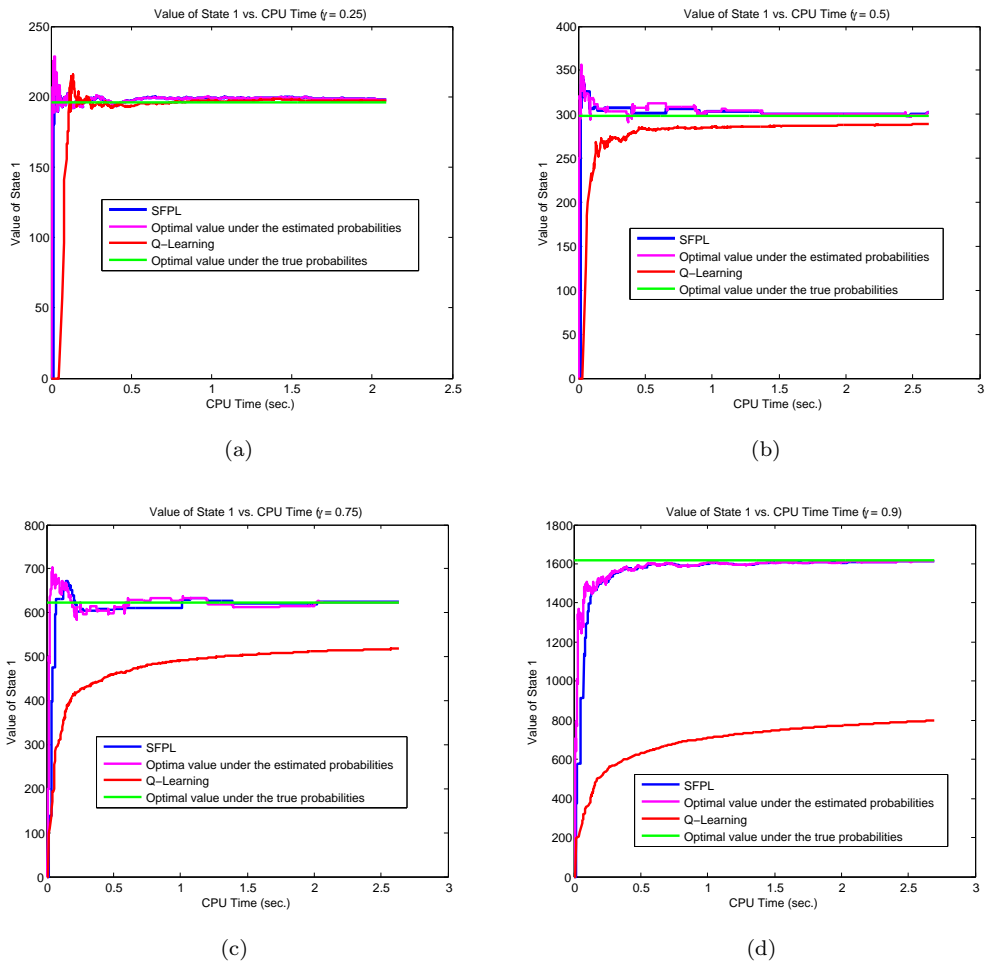 Value of State 1 vs. CPU Time (γ = 0.25)
250
200
150
100
50
0
Value of State 1
SFPL
Optimal value under the estimated probabilities
Q−Learning
Optimal value under the true probabilites
0 0.5 1 1.5 2 2.5
CPU Time (sec.)
(a)
Value of State 1 vs. CPU Time (γ = 0.5)
400
350
300
250
200
150
100
50
0
Value of State 1
SFPL
Optimal value under the estimated probabilities
Q−Learning
Optimal value under the true probabilities
0 0.5 1 1.5 2 2.5 3
CPU Time (sec.)
(b)
Value of State 1 vs. CPU Time (γ = 0.75)
800
700
600
500
400
300
200
100
0
Value of State 1
SFPL
Optima value under the estimated probabilities
Q−Learning
Optimal value under the true probabilities
0 0.5 1 1.5 2 2.5 3
CPU Time (sec.)
(c)
Value of State 1 vs. CPU Time Time (γ = 0.9)
1800
1600
1400
1200
1000
800
600
400
200
0
Value of State 1
SFPL
Optimal value under the estimated probabilities
Q−Learning
Optimal value under the true probabilities
0 0.5 1 1.5 2 2.5 3
CPU Time (sec.)
(d)